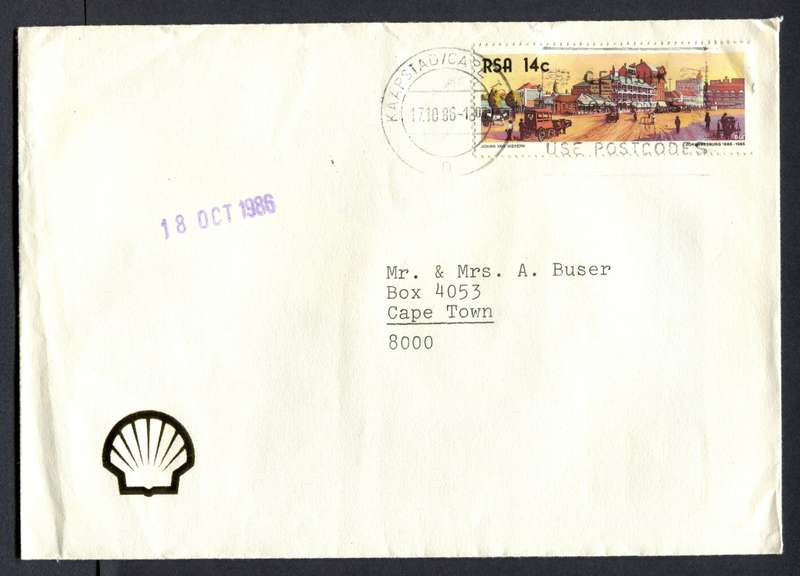 KAAPSTAD/CAPE
17.10.86-1
RSA 14c
USE POSTCODES
JOHANNESBURG 1886-1986
18 OCT 1986
Mr. & Mrs. A. Buser
Box 4053
Cape Town
8000